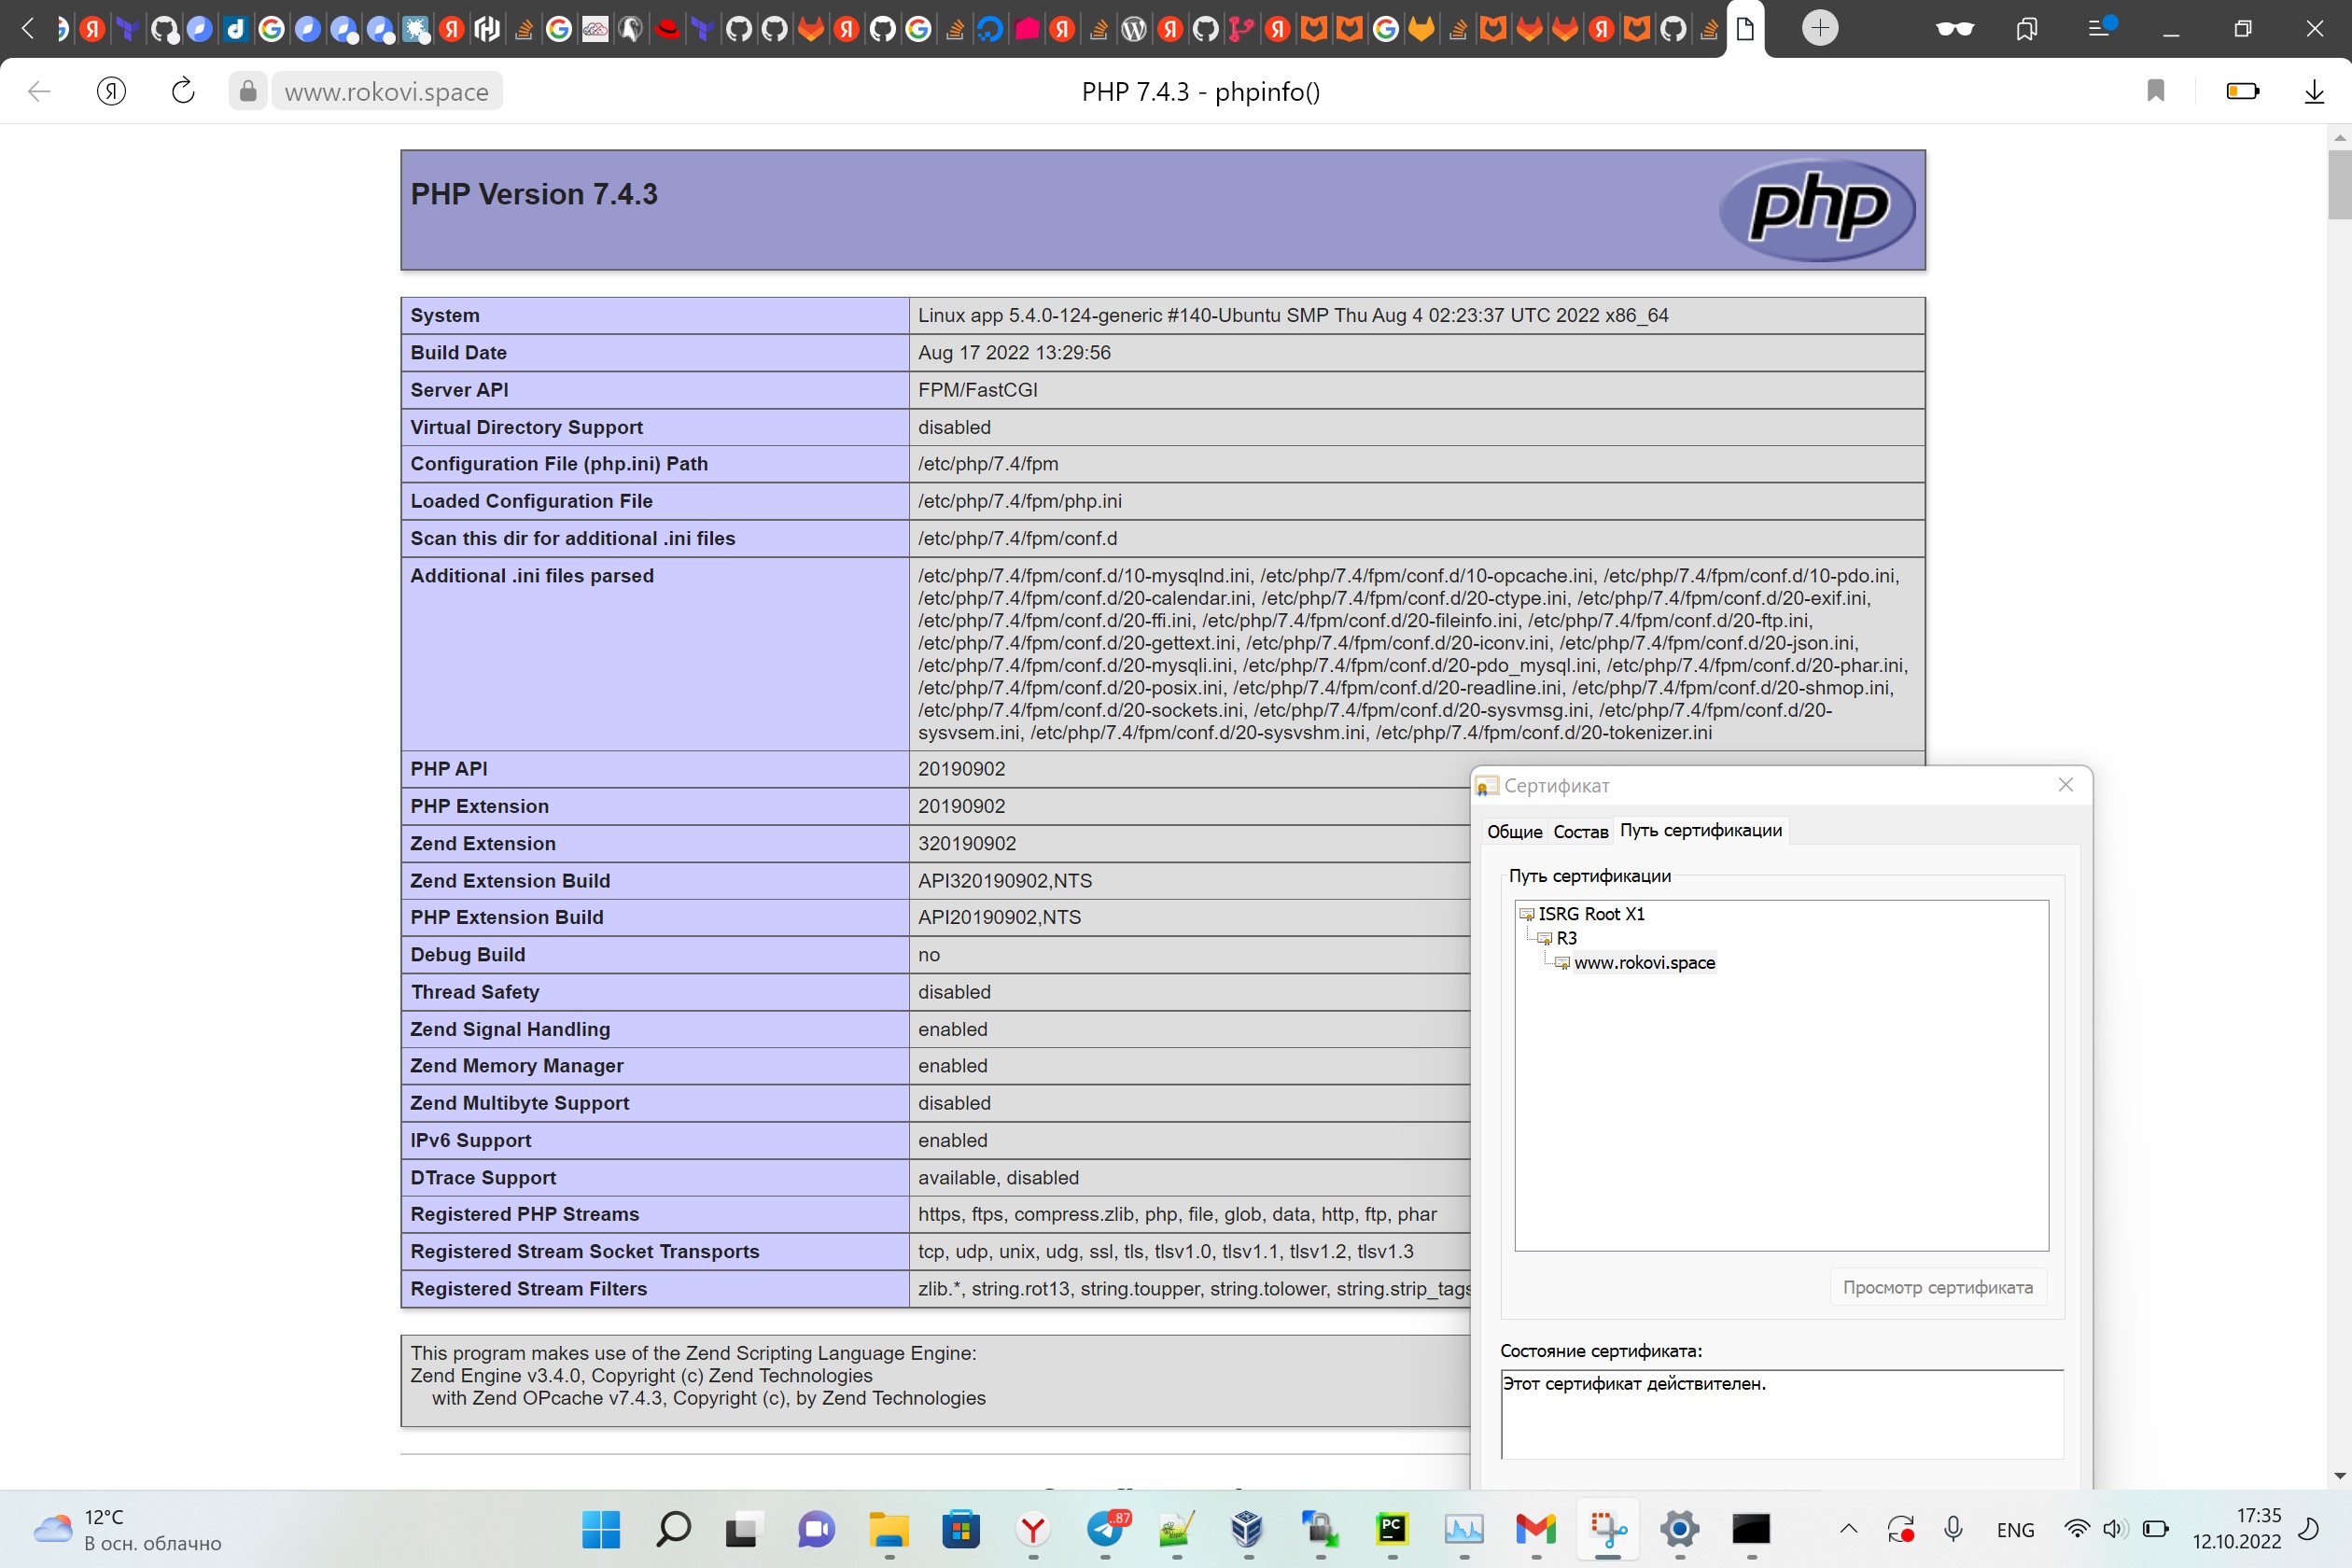 www.rokovi.space
PHP 7.4.3 - phpinfo()
PHP Version 7.4.3
php
System Linux app 5.4.0-124-generic #140-Ubuntu SMP Thu Aug 4 02:23:37 UTC 2022 x86_64
Build Date Aug 17 2022 13:29:56
Server API FPM/FastCGI
Virtual Directory Support disabled
Configuration File (php.ini) Path /etc/php/7.4/fpm
Loaded Configuration File /etc/php/7.4/fpm/php.ini
Scan this dir for additional .ini files /etc/php/7.4/fpm/conf.d
Additional .ini files parsed /etc/php/7.4/fpm/conf.d/10-mysqlnd.ini, /etc/php/7.4/fpm/conf.d/10-opcache.ini, /etc/php/7.4/fpm/conf.d/10-pdo.ini,
/etc/php/7.4/fpm/conf.d/20-calendar.ini, /etc/php/7.4/fpm/conf.d/20-ctype.ini, /etc/php/7.4/fpm/conf.d/20-exif.ini,
/etc/php/7.4/fpm/conf.d/20-ffi.ini, /etc/php/7.4/fpm/conf.d/20-fileinfo.ini, /etc/php/7.4/fpm/conf.d/20-ftp.ini,
/etc/php/7.4/fpm/conf.d/20-gettext.ini, /etc/php/7.4/fpm/conf.d/20-iconv.ini, /etc/php/7.4/fpm/conf.d/20-json.ini,
/etc/php/7.4/fpm/conf.d/20-mysqli.ini, /etc/php/7.4/fpm/conf.d/20-pdo_mysql.ini, /etc/php/7.4/fpm/conf.d/20-phar.ini,
/etc/php/7.4/fpm/conf.d/20-posix.ini, /etc/php/7.4/fpm/conf.d/20-readline.ini, /etc/php/7.4/fpm/conf.d/20-shmop.ini,
/etc/php/7.4/fpm/conf.d/20-sockets.ini, /etc/php/7.4/fpm/conf.d/20-sysvmsg.ini, /etc/php/7.4/fpm/conf.d/20-
sysvsem.ini, /etc/php/7.4/fpm/conf.d/20-sysvshm.ini, /etc/php/7.4/fpm/conf.d/20-tokenizer.ini
PHP API 20190902
PHP Extension 20190902
Zend Extension 320190902
Zend Extension Build API320190902,NTS
PHP Extension Build API20190902,NTS
Debug Build no
Thread Safety disabled
Zend Signal Handling enabled
Zend Memory Manager enabled
Zend Multibyte Support disabled
IPv6 Support enabled
DTrace Support available, disabled
Registered PHP Streams https, ftps, compress.zlib, php, file, glob, data, http, ftp, phar
Registered Stream Socket Transports tcp, udp, unix, udg, ssl, tls, tlsv1.0, tlsv1.1, tlsv1.2, tlsv1.3
Registered Stream Filters zlib.*, string.rot13, string.toupper, string.tolower, string.strip_tags
This program makes use of the Zend Scripting Language Engine:
Zend Engine v3.4.0, Copyright (c) Zend Technologies
with Zend OPcache v7.4.3, Copyright (c), by Zend Technologies
Сертификат
Общие Состав Путь сертификации
Путь сертификации
ISRG Root X1
R3
www.rokovi.space
Просмотр сертификата
Состояние сертификата:
Этот сертификат действителен.
12°C
В осн. облачно
..87
PC
ENG
17:35
12.10.2022